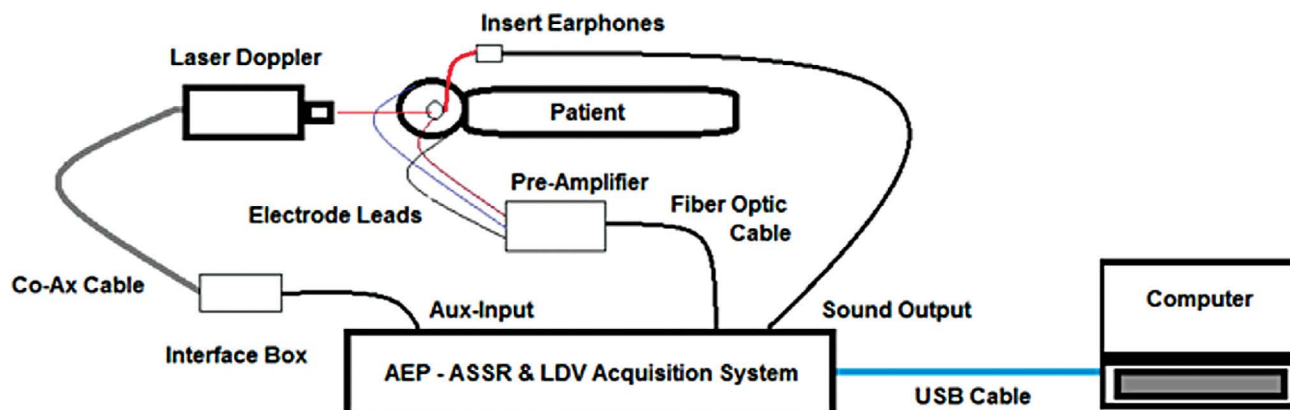 Insert Earphones
Laser Doppler
Patient
Pre-Amplifier
Electrode Leads
Fiber Optic
Cable
Co-Ax Cable
Computer
Aux-Input
Sound Output
Interface Box
AEP - ASSR & LDV Acquisition System
USB Cable